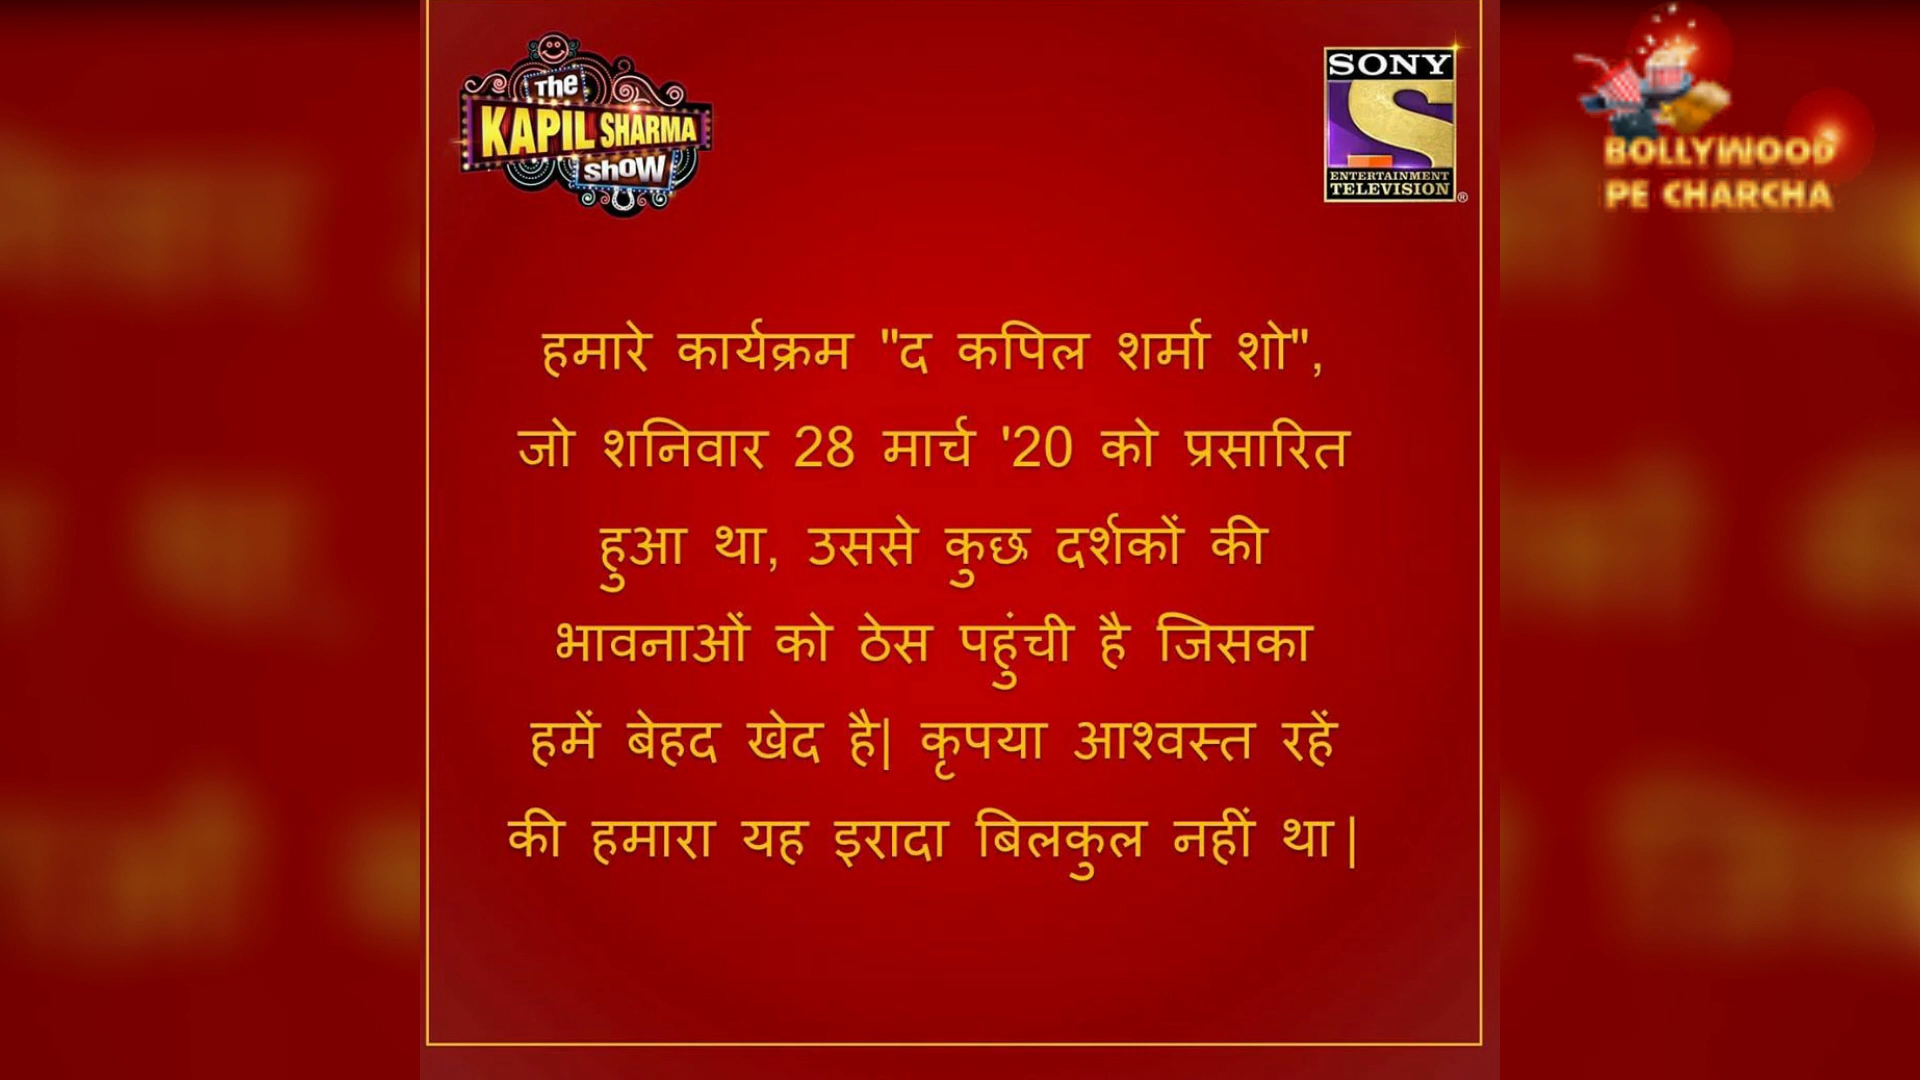 The
KAPIL SHARMA
show
SONY
ENTERTAINMENT
TELEVISION
®
BOLLYWOOD
PE CHARCHA
हमारे कार्यक्रम "द कपिल शर्मा शो",
जो शनिवार 28 मार्च '20 को प्रसारित
हुआ था, उससे कुछ दर्शकों की
भावनाओं को ठेस पहुंची है जिसका
हमें बेहद खेद है| कृपया आश्वस्त रहें
की हमारा यह इरादा बिलकुल नहीं था|